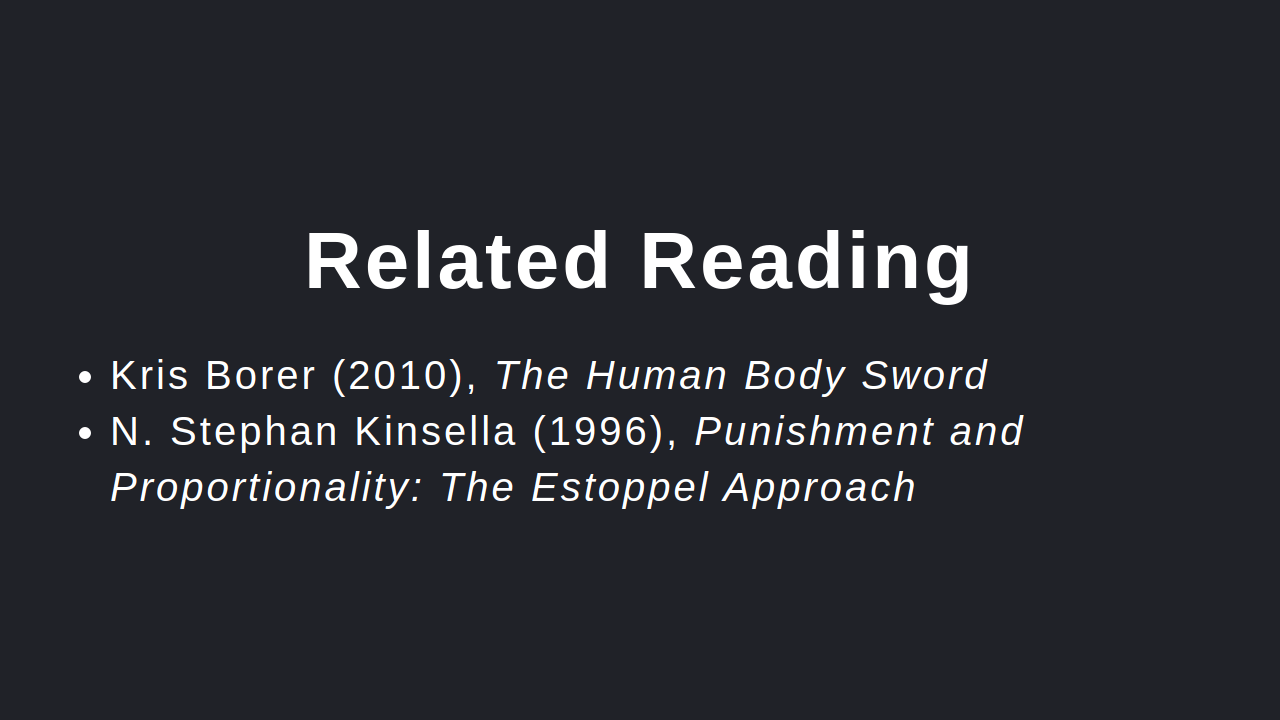 Related Reading
• Kris Borer (2010), The Human Body Sword
• N. Stephan Kinsella (1996), Punishment and
Proportionality: The Estoppel Approach